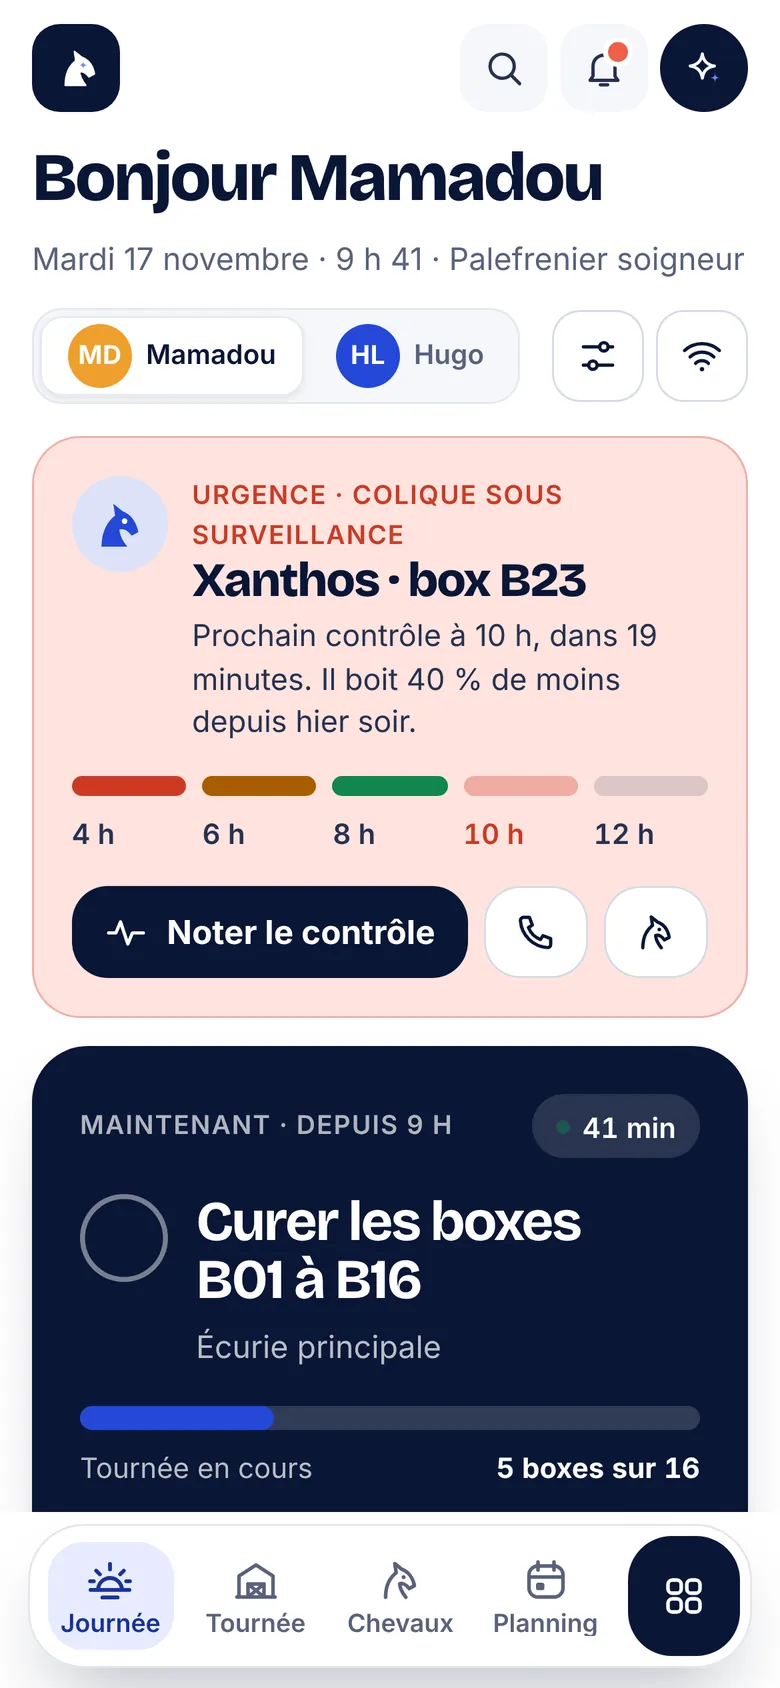 Bonjour Mamadou
Mardi 17 novembre · 9 h 41 · Palefrenier soigneur
MD Mamadou HL Hugo
URGENCE · COLIQUE SOUS
SURVEILLANCE
Xanthos · box B23
Prochain contrôle à 10 h, dans 19
minutes. Il boit 40 % de moins
depuis hier soir.
4 h 6 h 8 h 10 h 12 h
Noter le contrôle
MAINTENANT · DEPUIS 9 H 41 min
Curer les boxes
B01 à B16
Écurie principale
Tournée en cours 5 boxes sur 16
Journée Tournée Chevaux Planning